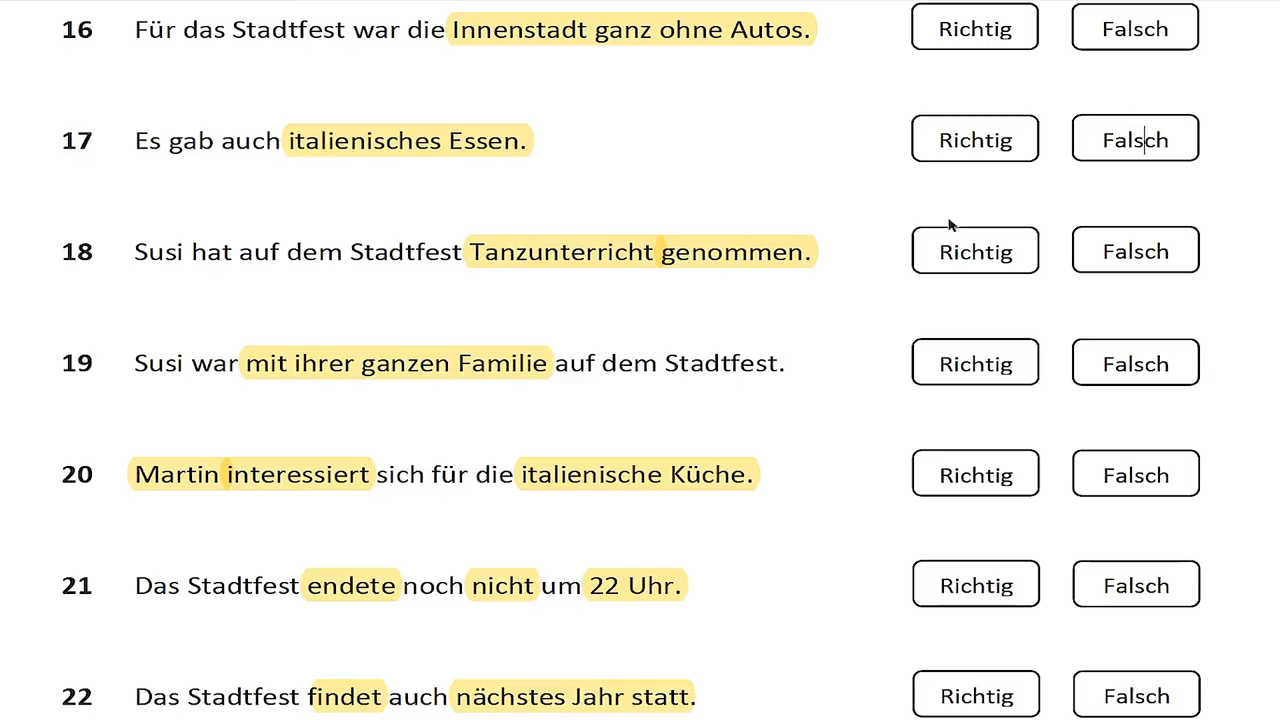 16 Für das Stadtfest war die Innenstadt ganz ohne Autos. Richtig Falsch
17 Es gab auch italienisches Essen. Richtig Falsch
18 Susi hat auf dem Stadtfest Tanzunterricht genommen. Richtig Falsch
19 Susi war mit ihrer ganzen Familie auf dem Stadtfest. Richtig Falsch
20 Martin interessiert sich für die italienische Küche. Richtig Falsch
21 Das Stadtfest endete noch nicht um 22 Uhr. Richtig Falsch
22 Das Stadtfest findet auch nächstes Jahr statt. Richtig Falsch